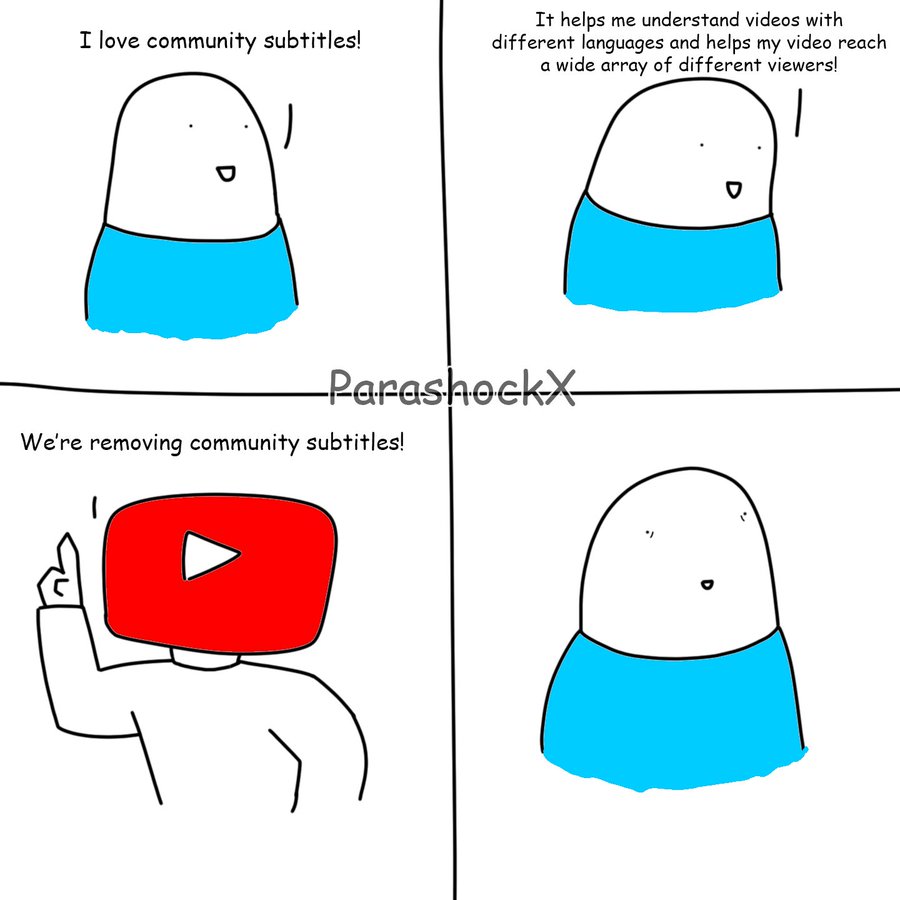 I love community subtitles!
It helps me understand videos with
different languages and helps my video reach
a wide array of different viewers!
ParashockX
We're removing community subtitles!